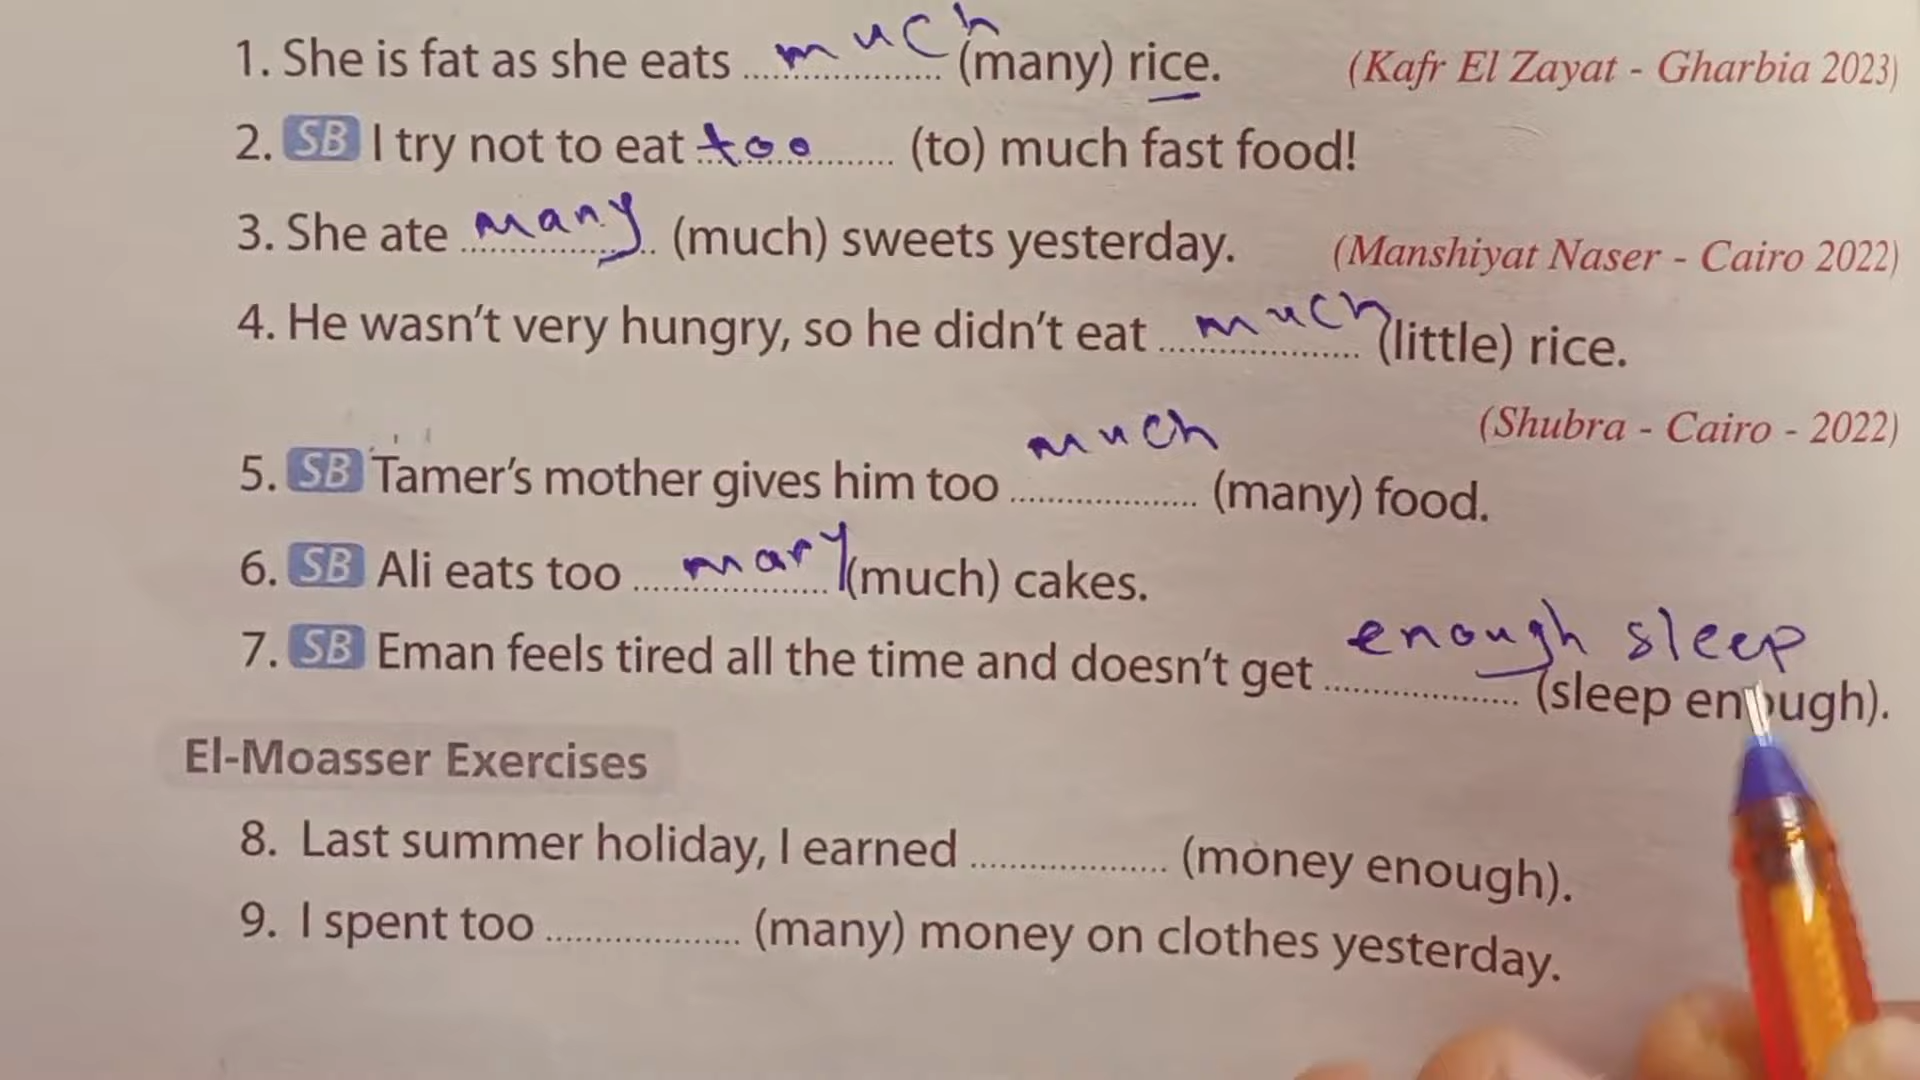 1. She is fat as she eats much (many) rice. (Kafr El Zayat - Gharbia 2023)
2. SB I try not to eat too (to) much fast food!
3. She ate many (much) sweets yesterday. (Manshiyat Naser - Cairo 2022)
4. He wasn't very hungry, so he didn't eat much (little) rice.
(Shubra - Cairo - 2022)
5. SB Tamer's mother gives him too much (many) food.
6. SB Ali eats too many (much) cakes.
7. SB Eman feels tired all the time and doesn't get enough sleep (sleep enough).
El-Moasser Exercises
8. Last summer holiday, I earned .................... (money enough).
9. I spent too .................... (many) money on clothes yesterday.